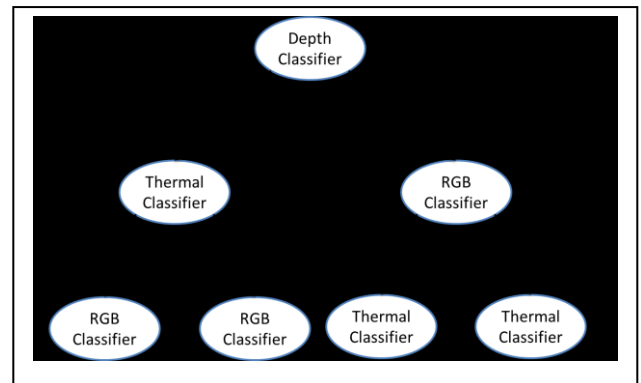 Depth
Classifier
Thermal
Classifier
RGB
Classifier
RGB
Classifier
RGB
Classifier
Thermal
Classifier
Thermal
Classifier